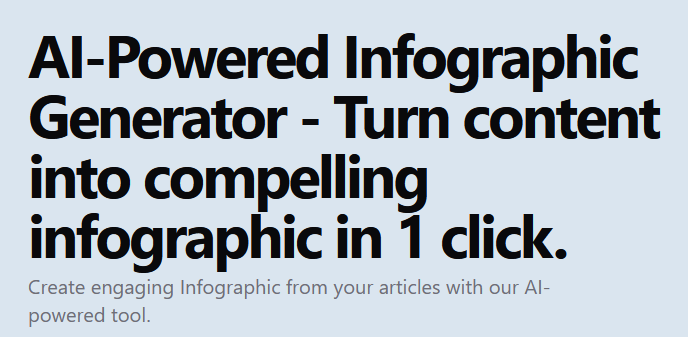 AI-Powered Infographic
Generator - Turn content
into compelling
infographic in 1 click.
Create engaging Infographic from your articles with our AI-
powered tool.